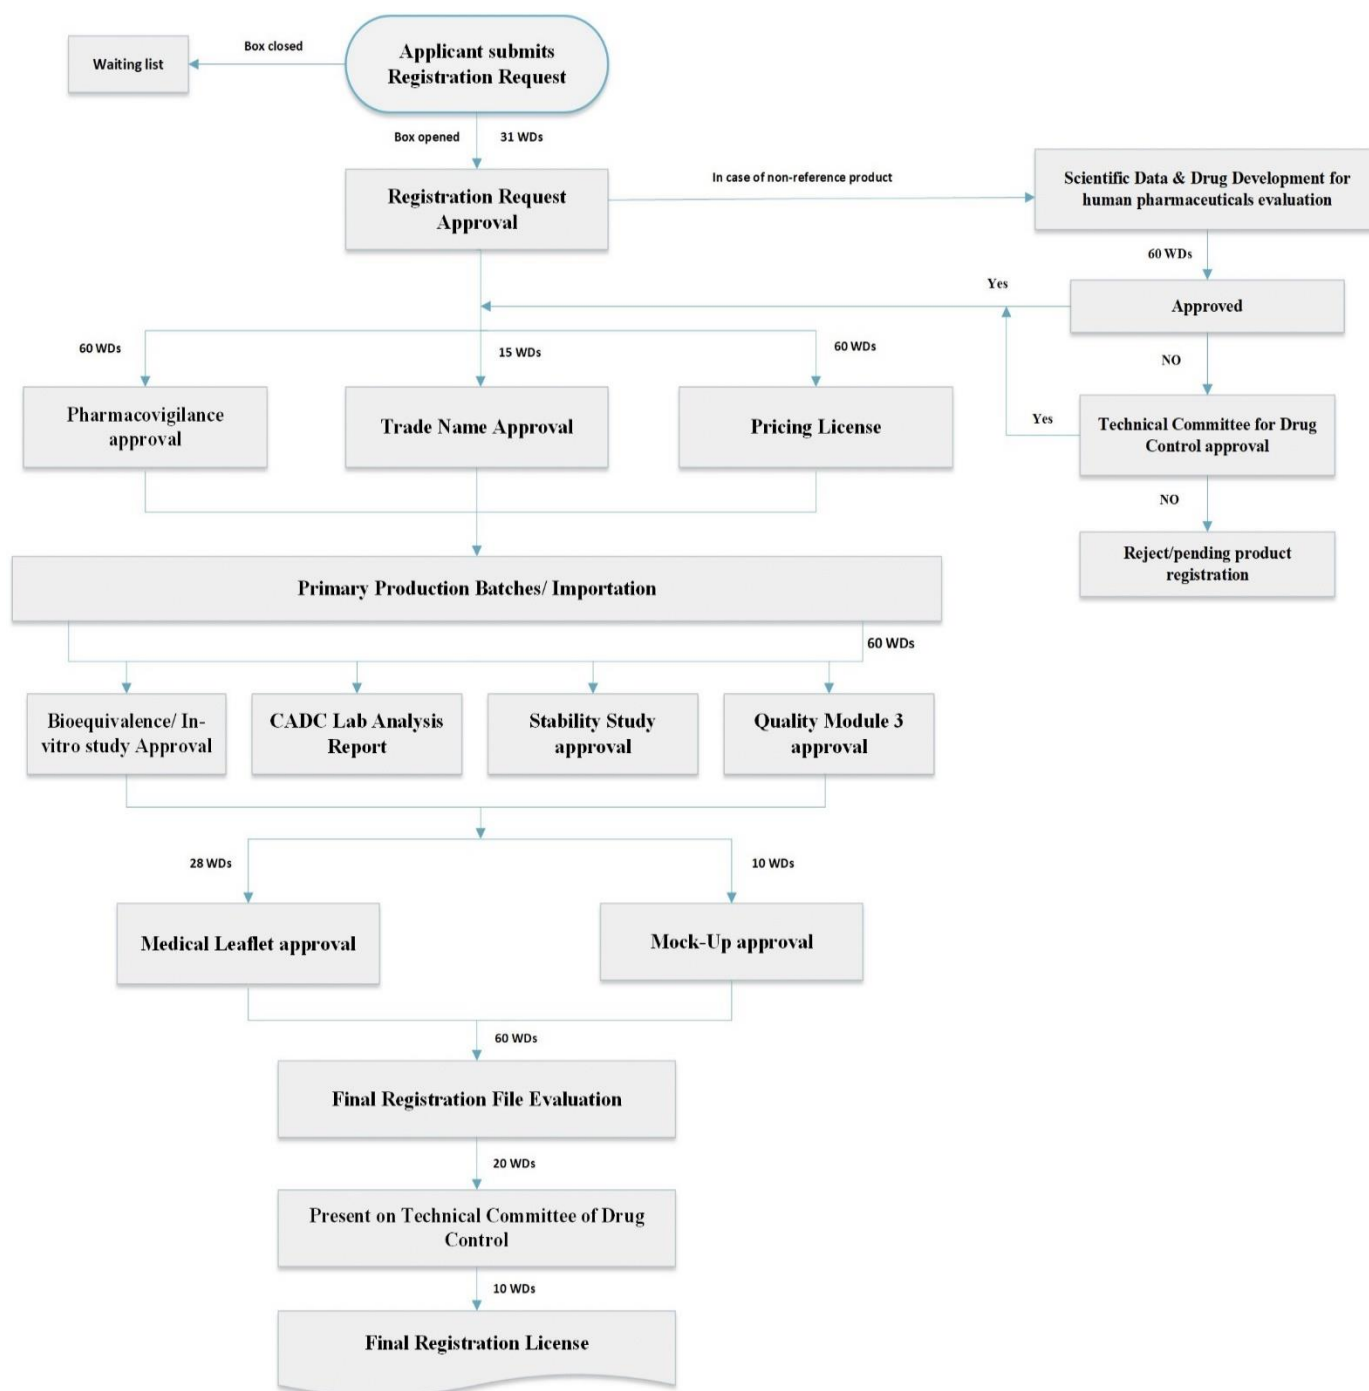 Box closed
Applicant submits
Registration Request
Waiting list
Box opened
31 WDs
In case of non-reference product
Registration Request
Approval
Scientific Data & Drug Development for
human pharmaceuticals evaluation
60 WDs
Yes
Approved
60 WDs
15 WDs
60 WDs
NO
Pharmacovigilance
approval
Trade Name Approval
Pricing License
Yes
Technical Committee for Drug
Control approval
NO
Reject/pending product
registration
Primary Production Batches/ Importation
60 WDs
Bioequivalence/ In-
vitro study Approval
CADC Lab Analysis
Report
Stability Study
approval
Quality Module 3
approval
28 WDs
10 WDs
Medical Leaflet approval
Mock-Up approval
60 WDs
Final Registration File Evaluation
20 WDs
Present on Technical Committee of Drug
Control
10 WDs
Final Registration License